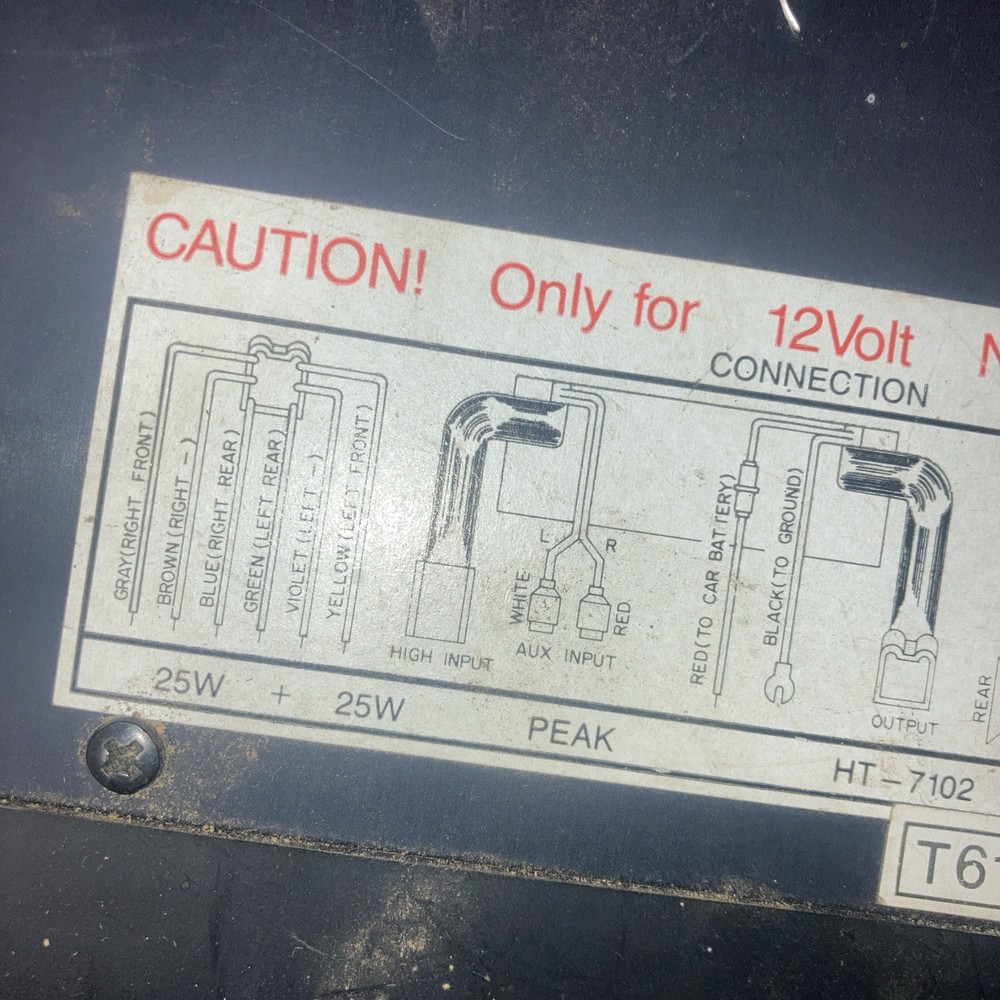 CAUTION! Only for 12Volt N
CONNECTION
GRAY(RIGHT FRONT)
BROWN(RIGHT -)
BLUE(RIGHT REAR)
GREEN(LEFT REAR)
VIOLET(LEFT -)
YELLOW(LEFT FRONT)
HIGH INPUT
L
R
WHITE
RED
AUX INPUT
RED(TO CAR BATTERY)
BLACK(TO GROUND)
OUTPUT
REAR
25W + 25W PEAK
HT-7102
T61